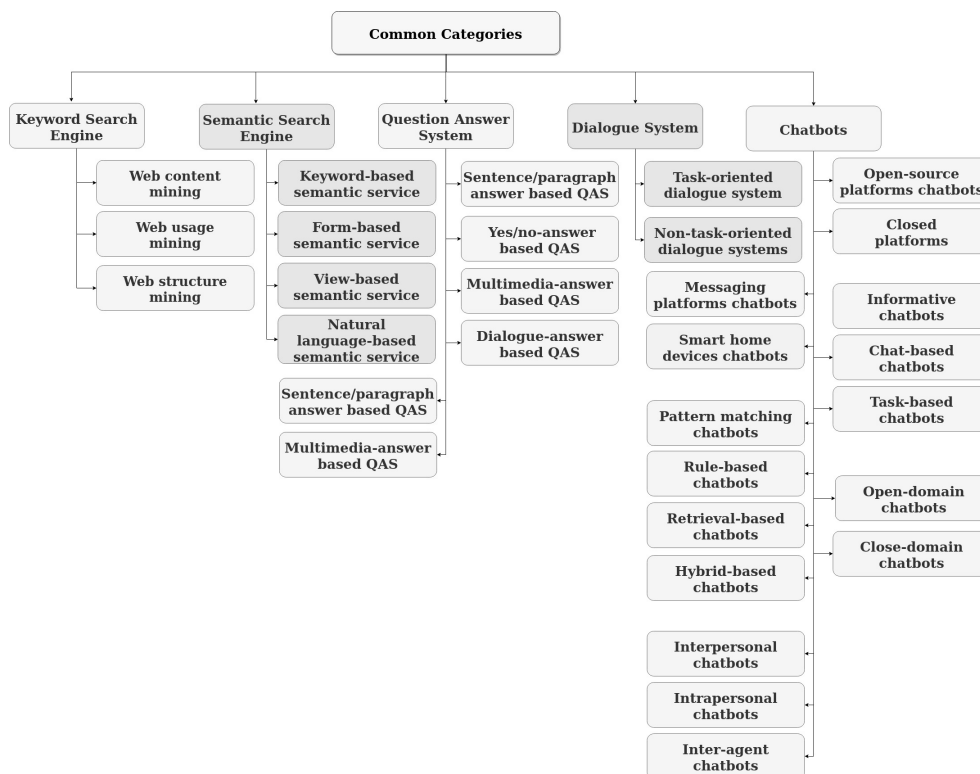 Common Categories
Keyword Search
Engine
Web content
mining
Web usage
mining
Web structure
mining
Semantic Search
Engine
Keyword-based
semantic service
Form-based
semantic service
View-based
semantic service
Natural
language-based
semantic service
Question Answer
System
Sentence/paragraph
answer based QAS
Yes/no-answer
based QAS
Multimedia-answer
based QAS
Dialogue-answer
based QAS
Sentence/paragraph
answer based QAS
Multimedia-answer
based QAS
Dialogue System
Task-oriented
dialogue system
Non-task-oriented
dialogue systems
Chatbots
Open-source
platforms chatbots
Closed
platforms
Messaging
platforms chatbots
Smart home
devices chatbots
Informative
chatbots
Chat-based
chatbots
Task-based
chatbots
Pattern matching
chatbots
Rule-based
chatbots
Retrieval-based
chatbots
Hybrid-based
chatbots
Open-domain
chatbots
Close-domain
chatbots
Interpersonal
chatbots
Intrapersonal
chatbots
Inter-agent
chatbots